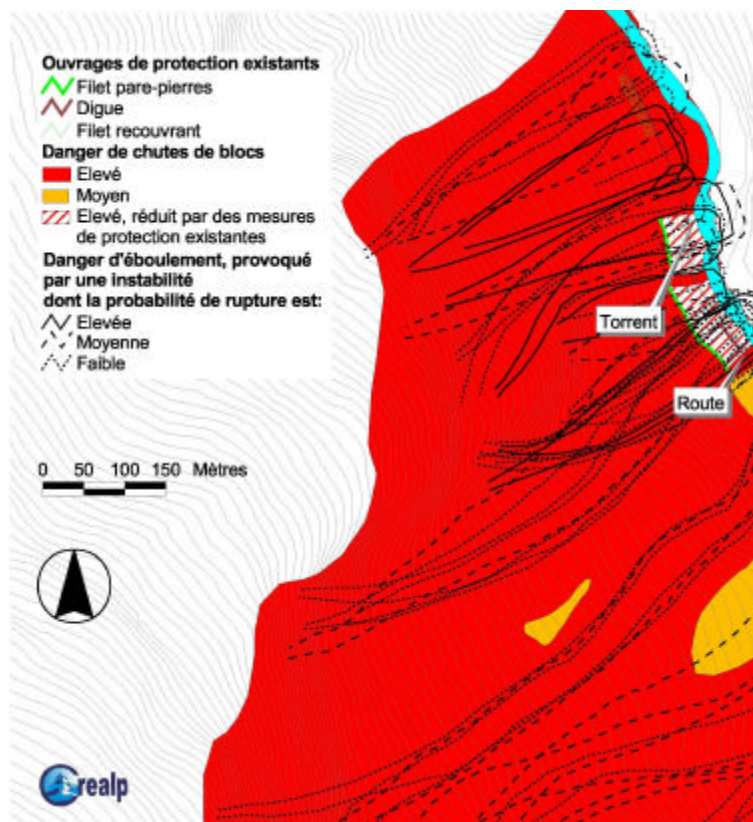 Ouvrages de protection existants
Filet pare-pierres
Digue
Filet recouvrant
Danger de chutes de blocs
Elevé
Moyen
Elevé, réduit par des mesures
de protection existantes
Danger d'éboulement, provoqué
par une instabilité
dont la probabilité de rupture est:
Elevée
Moyenne
Faible
Torrent
Route
0 50 100 150 Mètres
crealp